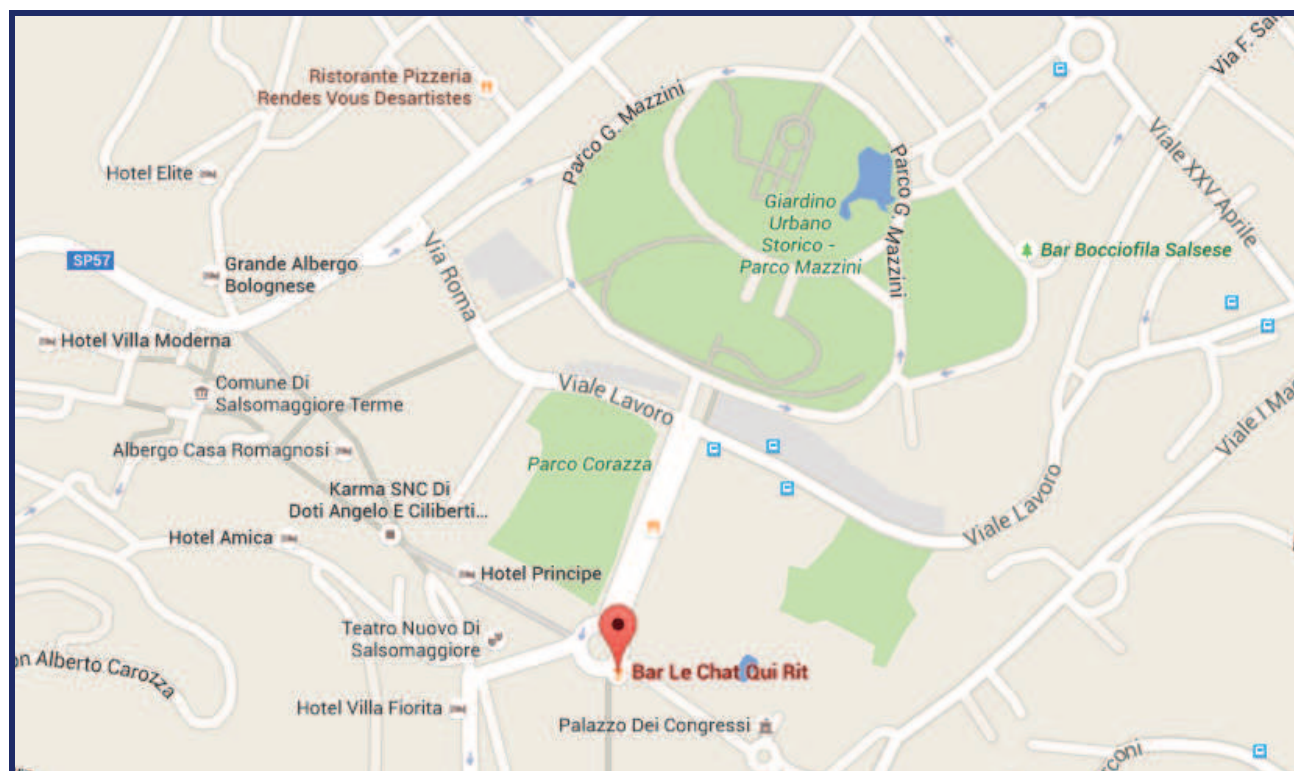 Ristorante Pizzeria
Rendes Vous Desartistes
Parco G. Mazzini
Via F. Sal
Viale XXV Aprile
Hotel Elite
Parco G. Mazzini
Giardino
Urbano
Storico -
Parco Mazzini
Bar Bocciofila Salsese
SP57
Grande Albergo
Bolognese
Via Roma
Hotel Villa Moderna
Comune Di
Salsomaggiore Terme
Viale Lavoro
Viale I Ma
Albergo Casa Romagnosi
Parco Corazza
Karma SNC Di
Doti Angelo E Ciliberti...
Viale Lavoro
Hotel Amica
Hotel Principe
Teatro Nuovo Di
Salsomaggiore
on Alberto Carozza
Bar Le Chat Qui Rit
Hotel Villa Fiorita
Palazzo Dei Congressi
rconi